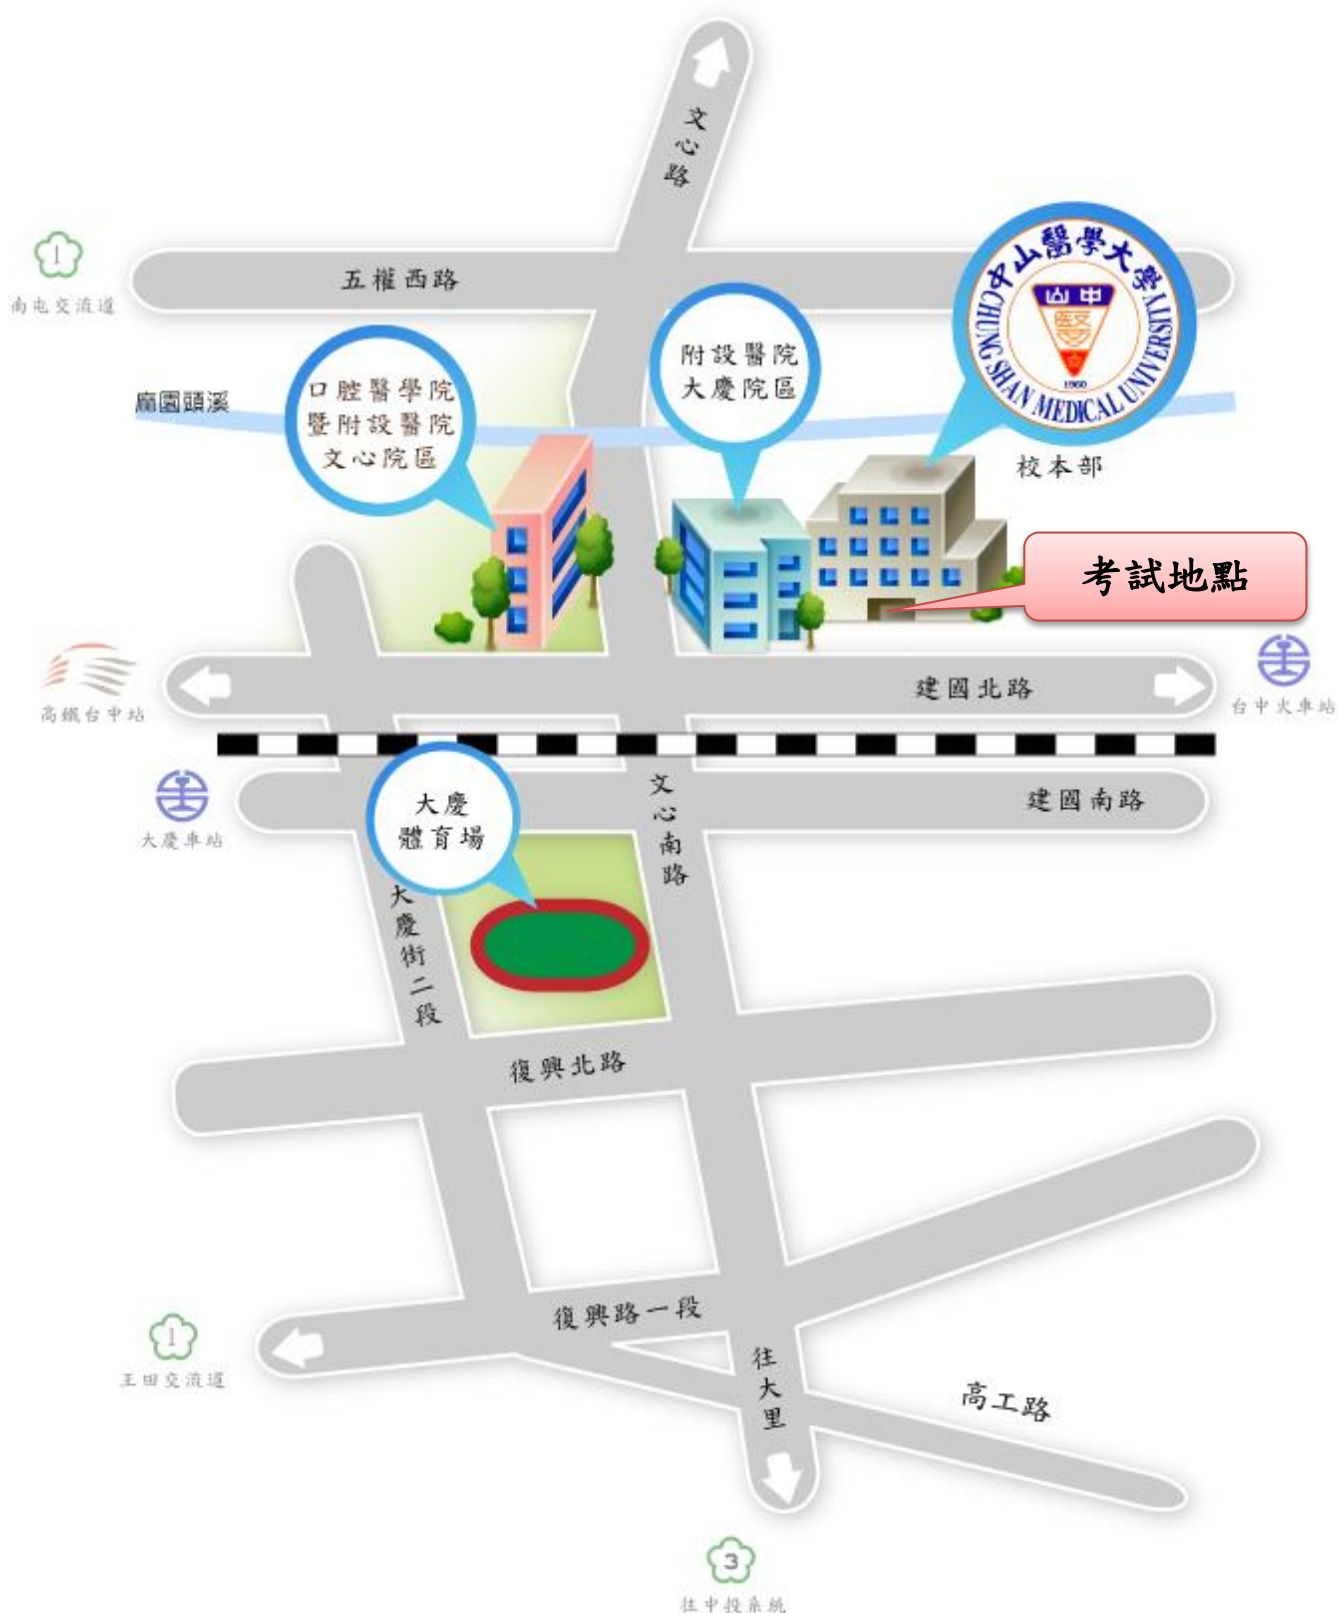 文心路
1
南屯交流道
五權西路
中山醫學大學
CHUNG SHAN MEDICAL UNIVERSITY
山中
1960
校本部
附設醫院
大慶院區
口腔醫學院
暨附設醫院
文心院區
麻園頭溪
考試地點
高鐵台中站
建國北路
台中火車站
大慶車站
大慶
體育場
文心南路
建國南路
大慶街二段
復興北路
復興路一段
1
王田交流道
往大里
高工路
3
往中投系統